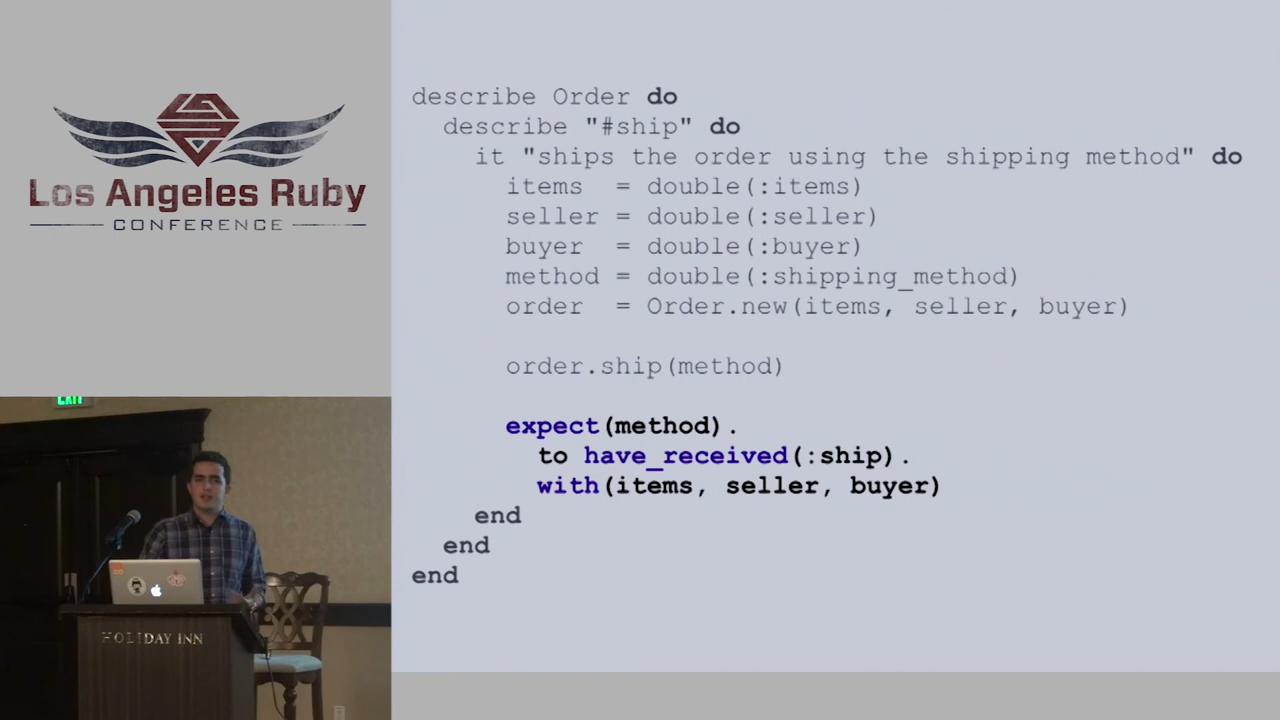 Los Angeles Ruby
CONFERENCE
describe Order do
  describe "#ship" do
    it "ships the order using the shipping method" do
      items  = double(:items)
      seller = double(:seller)
      buyer  = double(:buyer)
      method = double(:shipping_method)
      order  = Order.new(items, seller, buyer)
      order.ship(method)
      expect(method).
        to have_received(:ship).
        with(items, seller, buyer)
    end
  end
end
EXIT
HOLIDAY INN